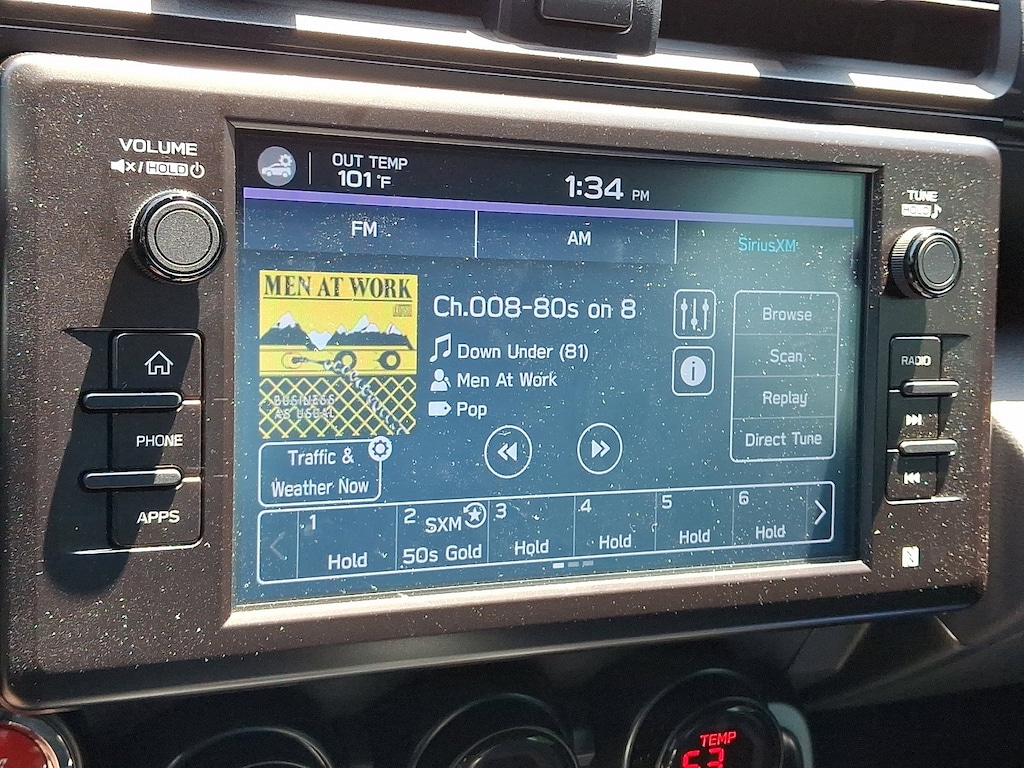 VOLUME
HOLD
OUT TEMP
101°F
1:34 PM
TUNE
HOLD
FM
AM
SiriusXM
MEN AT WORK
BUSINESS
AS USUAL
Ch.008-80s on 8
Down Under (81)
Men At Work
Pop
Browse
Scan
Replay
Direct Tune
Traffic &
Weather Now
1
Hold
2
SXM
50s Gold
3
Hold
4
Hold
5
Hold
6
Hold
PHONE
APPS
RADIO
TEMP